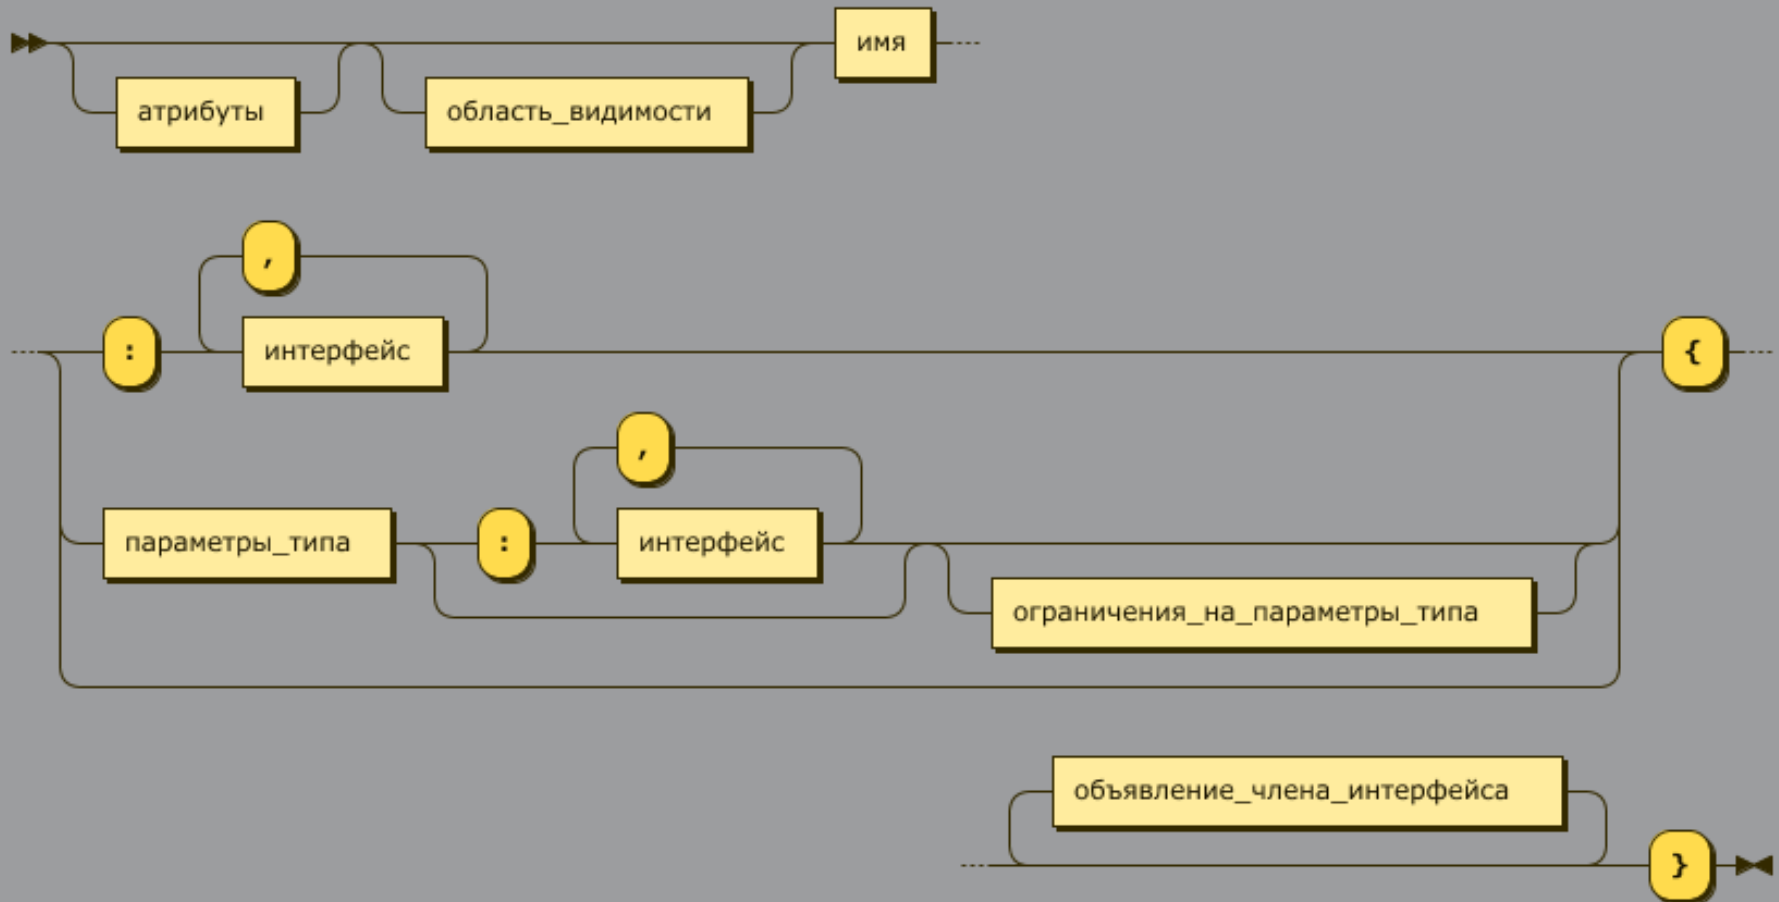 имя
атрибуты область_видимости
,
: интерфейс {
,
параметры_типа : интерфейс
ограничения_на_параметры_типа
объявление_члена_интерфейса
}